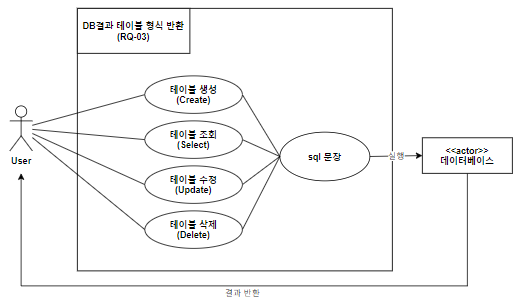 DB결과 테이블 형식 반환
(RQ-03)
테이블 생성
(Create)
테이블 조회
(Select)
테이블 수정
(Update)
테이블 삭제
(Delete)
User
sql 문장
실행
<<actor>>
데이터베이스
결과 반환